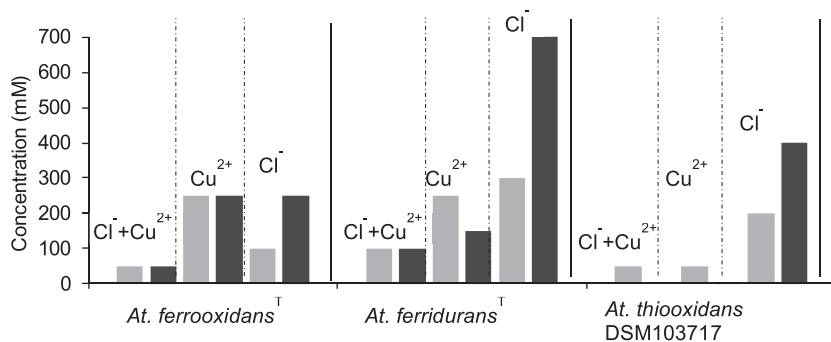 Concentration (mM)
700
600
500
400
300
200
100
0
Cl⁻+Cu²⁺
Cu²⁺
Cl⁻
Cl⁻+Cu²⁺
Cu²⁺
Cl⁻
Cl⁻+Cu²⁺
Cu²⁺
Cl⁻
At. ferrooxidansᵀ
At. ferriduransᵀ
At. thiooxidans
DSM103717